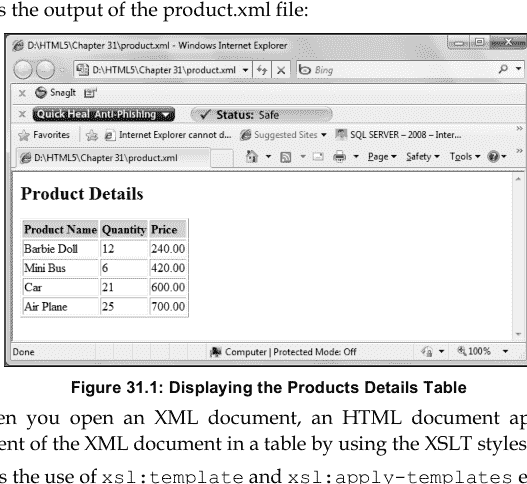 s the output of the product.xml file:
D:\HTML5\Chapter 31\product.xml - Windows Internet Explorer
D:\HTML5\Chapter 31\product.xml
Bing
x SnagIt
x Quick Heal Anti-Phishing Status: Safe
Favorites Internet Explorer cannot d... Suggested Sites SQL SERVER – 2008 – Inter... »
D:\HTML5\Chapter 31\product.xml Page Safety Tools »
Product Details
Product Name Quantity Price
Barbie Doll 12 240.00
Mini Bus 6 420.00
Car 21 600.00
Air Plane 25 700.00
Done Computer | Protected Mode: Off 100%
Figure 31.1: Displaying the Products Details Table
en you open an XML document, an HTML document ap
ent of the XML document in a table by using the XSLT styles
s the use of xsl:template and xsl:apply-templates e